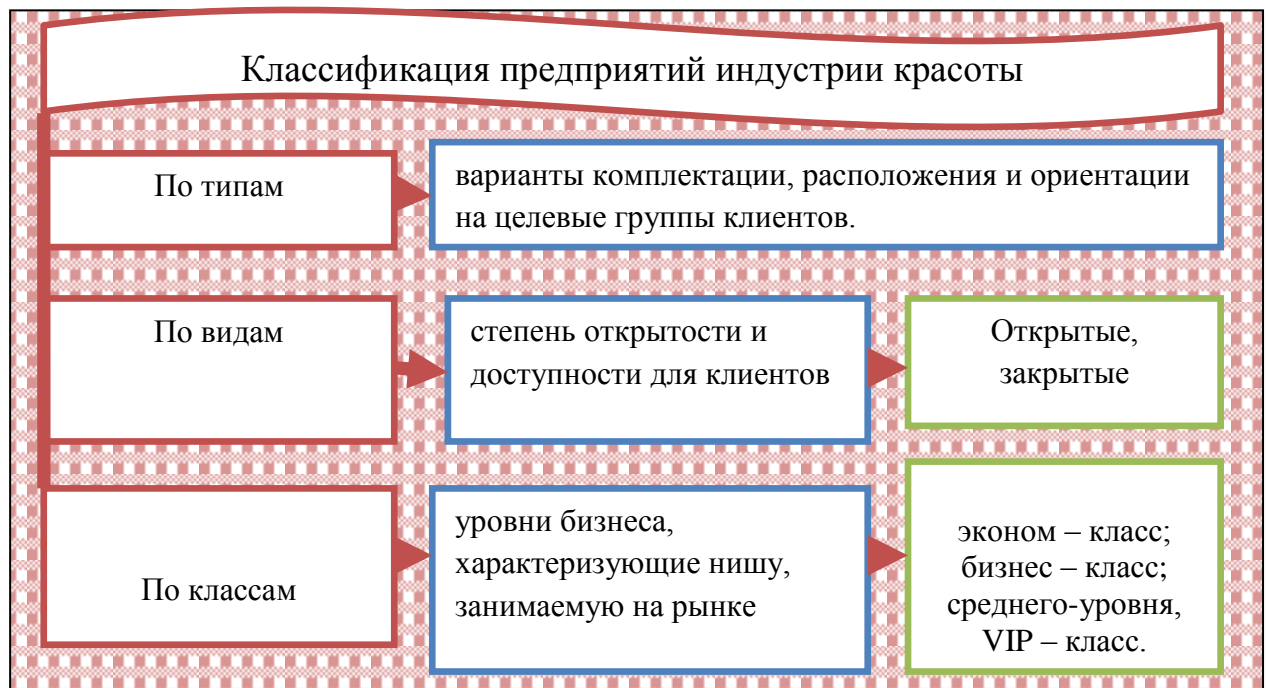 Классификация предприятий индустрии красоты
По типам
варианты комплектации, расположения и ориентации
на целевые группы клиентов.
По видам
степень открытости и
доступности для клиентов
Открытые,
закрытые
По классам
уровни бизнеса,
характеризующие нишу,
занимаемую на рынке
эконом – класс;
бизнес – класс;
среднего-уровня,
VIP – класс.